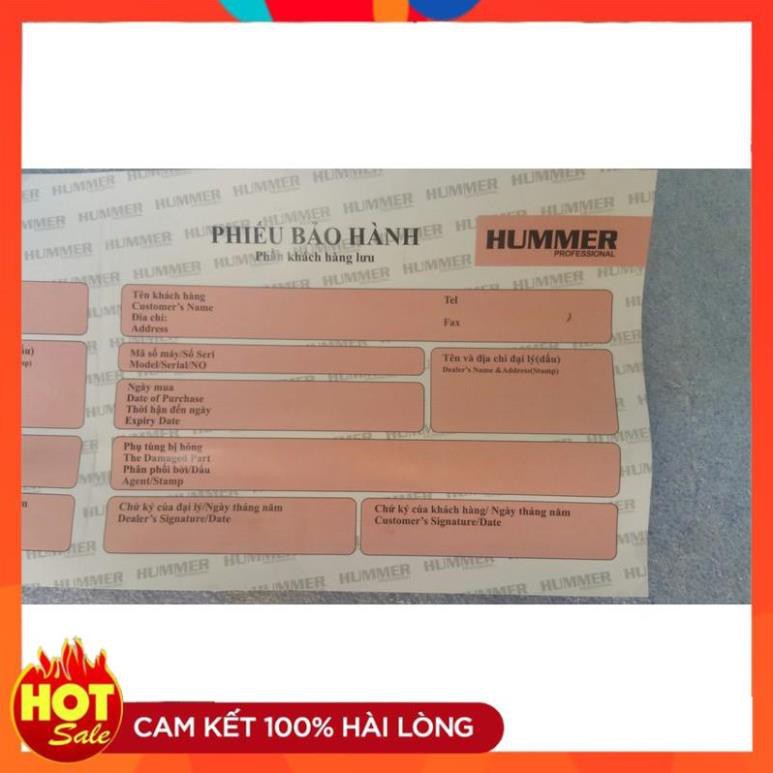 PHIẾU BẢO HÀNH
Phần khách hàng lưu
HUMMER
PROFESSIONAL
Tên khách hàng
Customer's Name
Địa chỉ:
Address
Tel
Fax
Mã số máy/Số Seri
Model/Serial/NO
Ngày mua
Date of Purchase
Thời hạn đến ngày
Expiry Date
Tên và địa chỉ đại lý(dấu)
Dealer's Name &Address(Stamp)
Phụ tùng bị hỏng
The Damaged Part
Phân phối bởi/Dấu
Agent/Stamp
Chữ ký của đại lý/Ngày tháng năm
Dealer's Signature/Date
Chữ ký của khách hàng/ Ngày tháng năm
Customer's Signature/Date
HOT
Sale
CAM KẾT 100% HÀI LÒNG